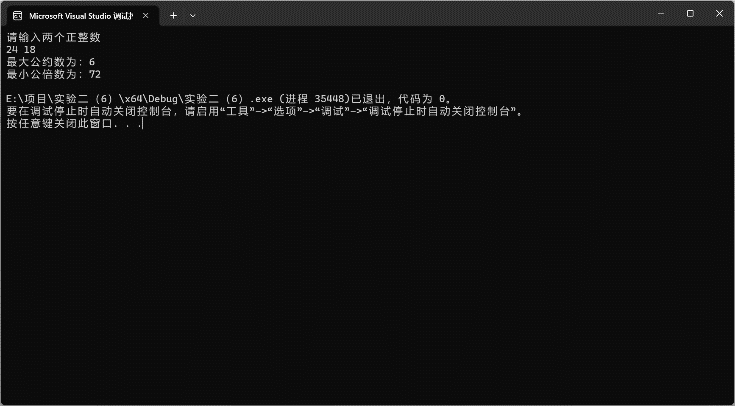 Microsoft Visual Studio 调试
请输入两个正整数
24 18
最大公约数为：6
最小公倍数为：72
E:\项目\实验二（6）\x64\Debug\实验二（6）.exe (进程 35448)已退出，代码为 0。
要在调试停止时自动关闭控制台，请启用“工具”->“选项”->“调试”->“调试停止时自动关闭控制台”。
按任意键关闭此窗口. . .